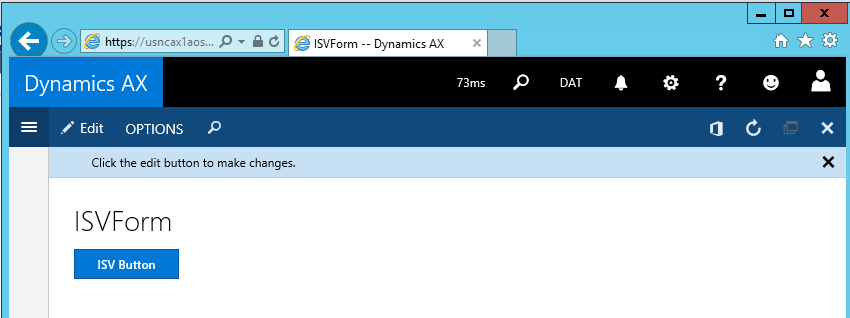 https://usncax1aos...
ISVForm -- Dynamics AX
Dynamics AX
73ms
DAT
?
Edit
OPTIONS
Click the edit button to make changes.
ISVForm
ISV Button